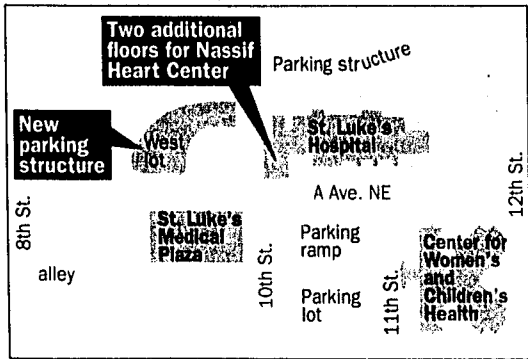 Two additional
floors for Nassif
Heart Center
Parking structure
New
parking
structure
West
lot
St. Luke's
Hospital
A Ave. NE
8th St.
12th St.
St. Luke's
Medical
Plaza
Parking
ramp
Center for
Women's
and
Children's
Health
alley
10th St.
Parking
lot
11th St.